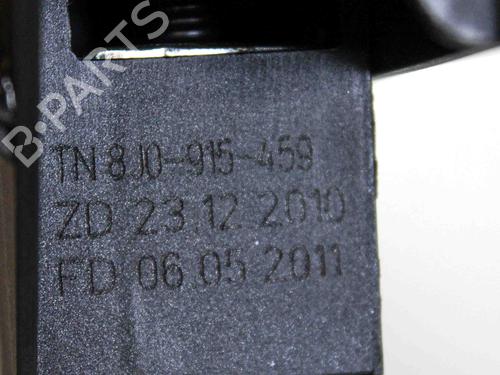 B-PARTS
TN 8J0-915-459
ZD 23.12.2010
FD 06.05.2011